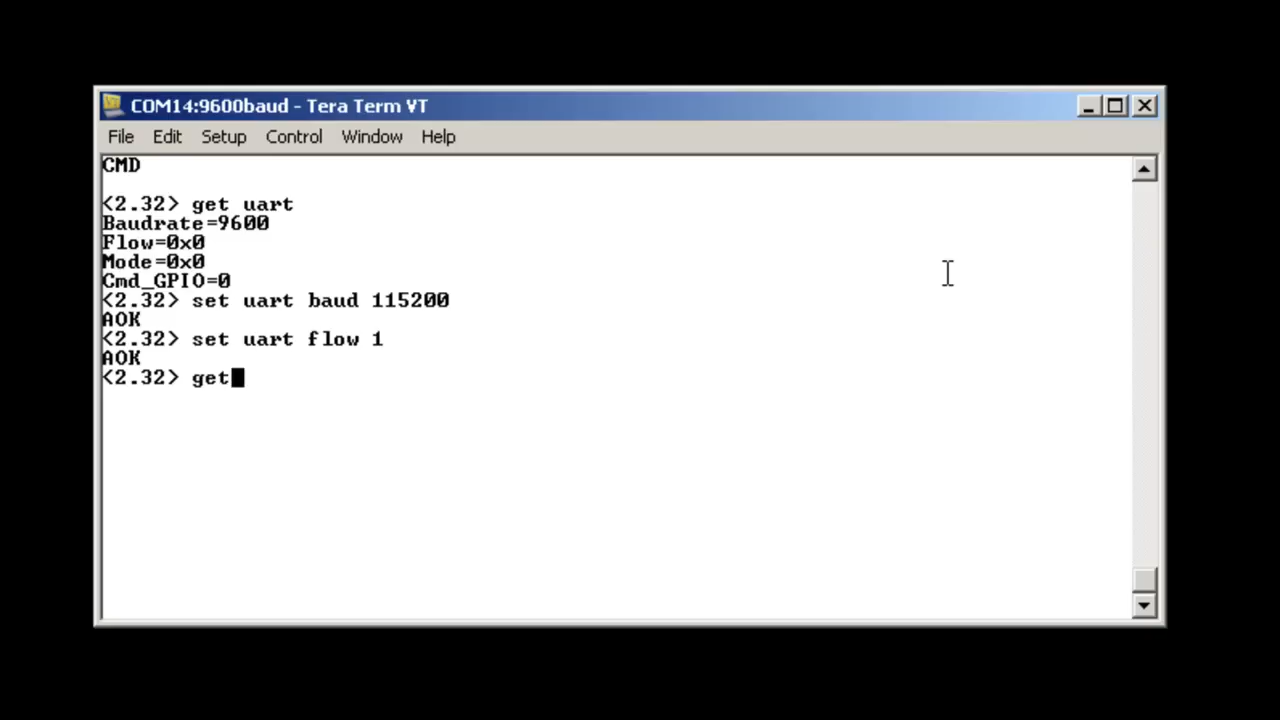 COM14:9600baud - Tera Term VT
File Edit Setup Control Window Help
CMD
<2.32> get uart
Baudrate=9600
Flow=0x0
Mode=0x0
Cmd_GPIO=0
<2.32> set uart baud 115200
AOK
<2.32> set uart flow 1
AOK
<2.32> get